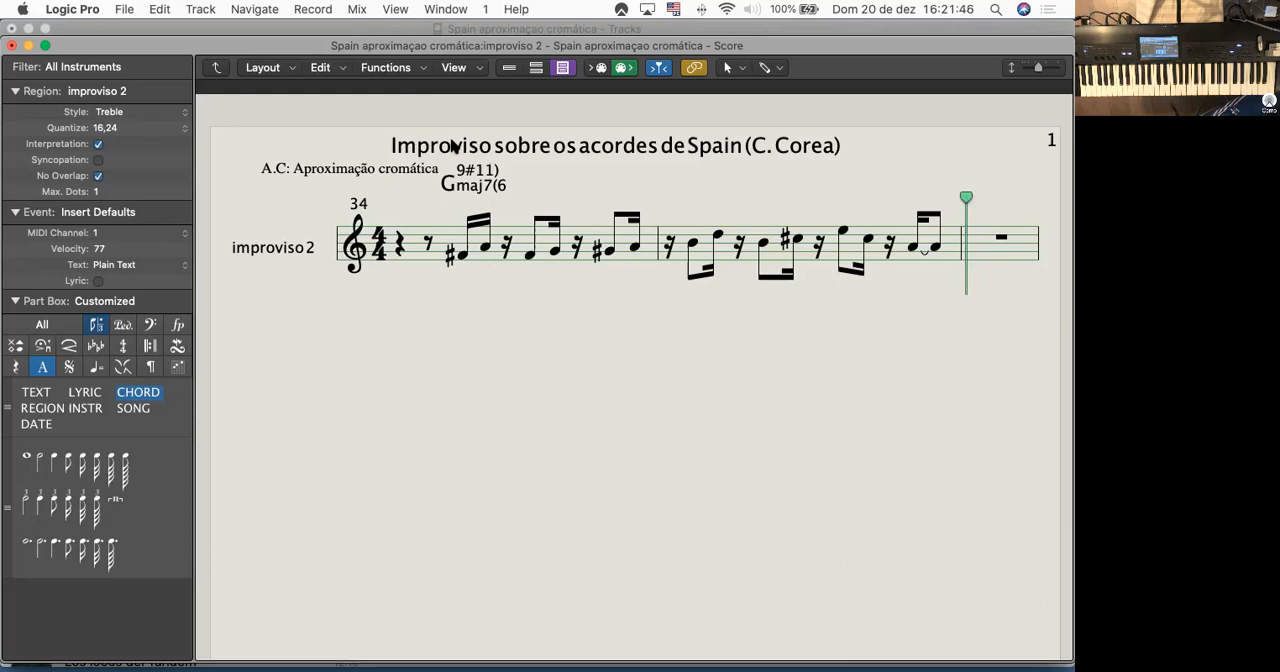 Logic Pro File Edit Track Navigate Record Mix View Window 1 Help 100% Dom 20 de dez 16:21:46
Spain aproximaçao cromática - Tracks
Spain aproximaçao cromática:improviso 2 - Spain aproximaçao cromática - Score
Filter: All Instruments
Layout Edit Functions View
Region: improviso 2
Style: Treble
Quantize: 16,24
Interpretation:
Syncopation:
No Overlap:
Max. Dots: 1
Event: Insert Defaults
MIDI Channel: 1
Velocity: 77
Text: Plain Text
Lyric:
Part Box: Customized
All
Ped.
fp
A
TEXT LYRIC CHORD
REGION INSTR SONG
DATE
Improviso sobre os acordes de Spain (C. Corea)
1
A.C: Aproximação cromática
9#11)
Gmaj7(6
34
improviso 2
4
4